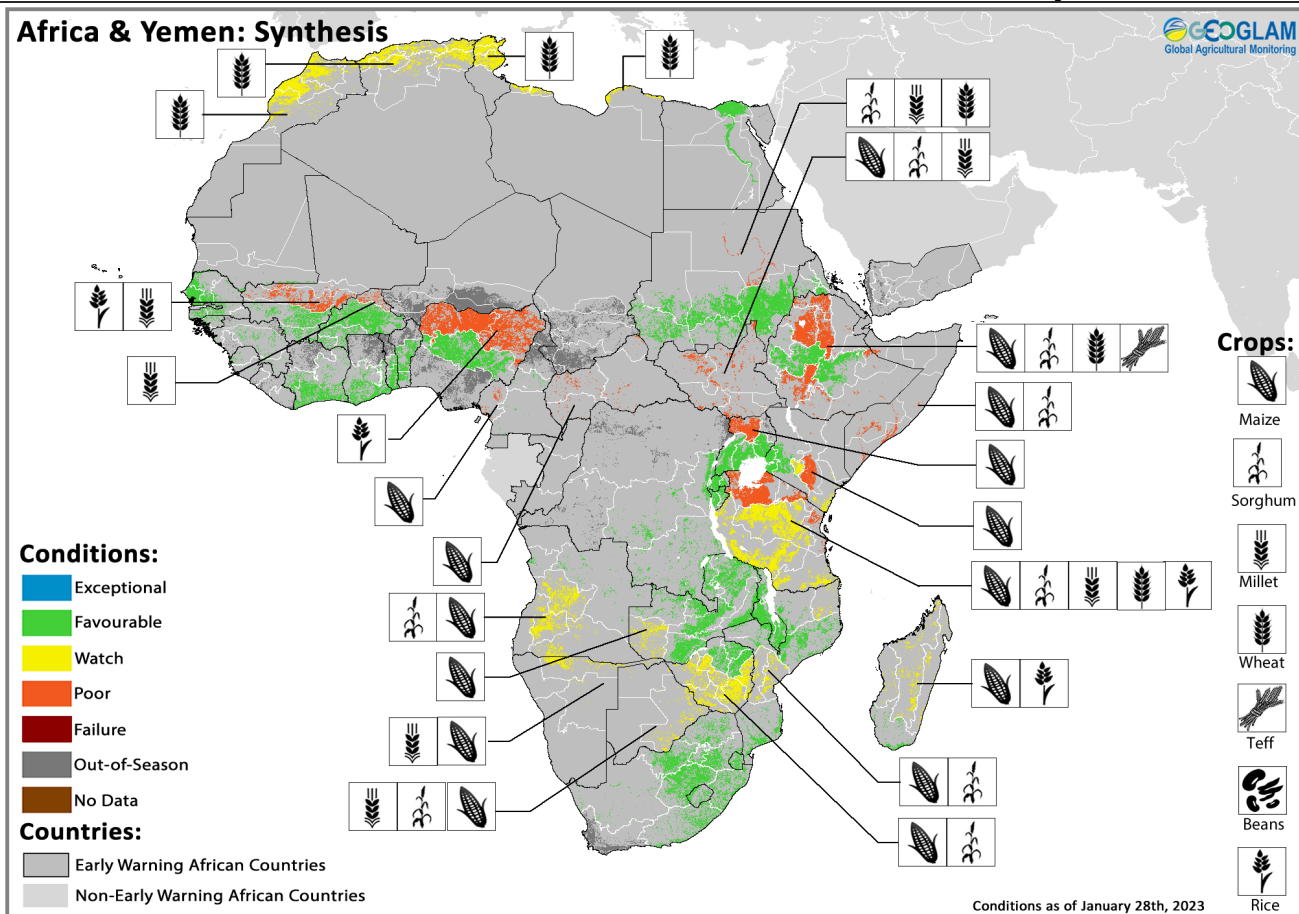 Africa & Yemen: Synthesis
GEOGLAM
Global Agricultural Monitoring
Crops:
Maize
Sorghum
Millet
Wheat
Teff
Beans
Rice
Conditions:
Exceptional
Favourable
Watch
Poor
Failure
Out-of-Season
No Data
Countries:
Early Warning African Countries
Non-Early Warning African Countries
Conditions as of January 28th, 2023